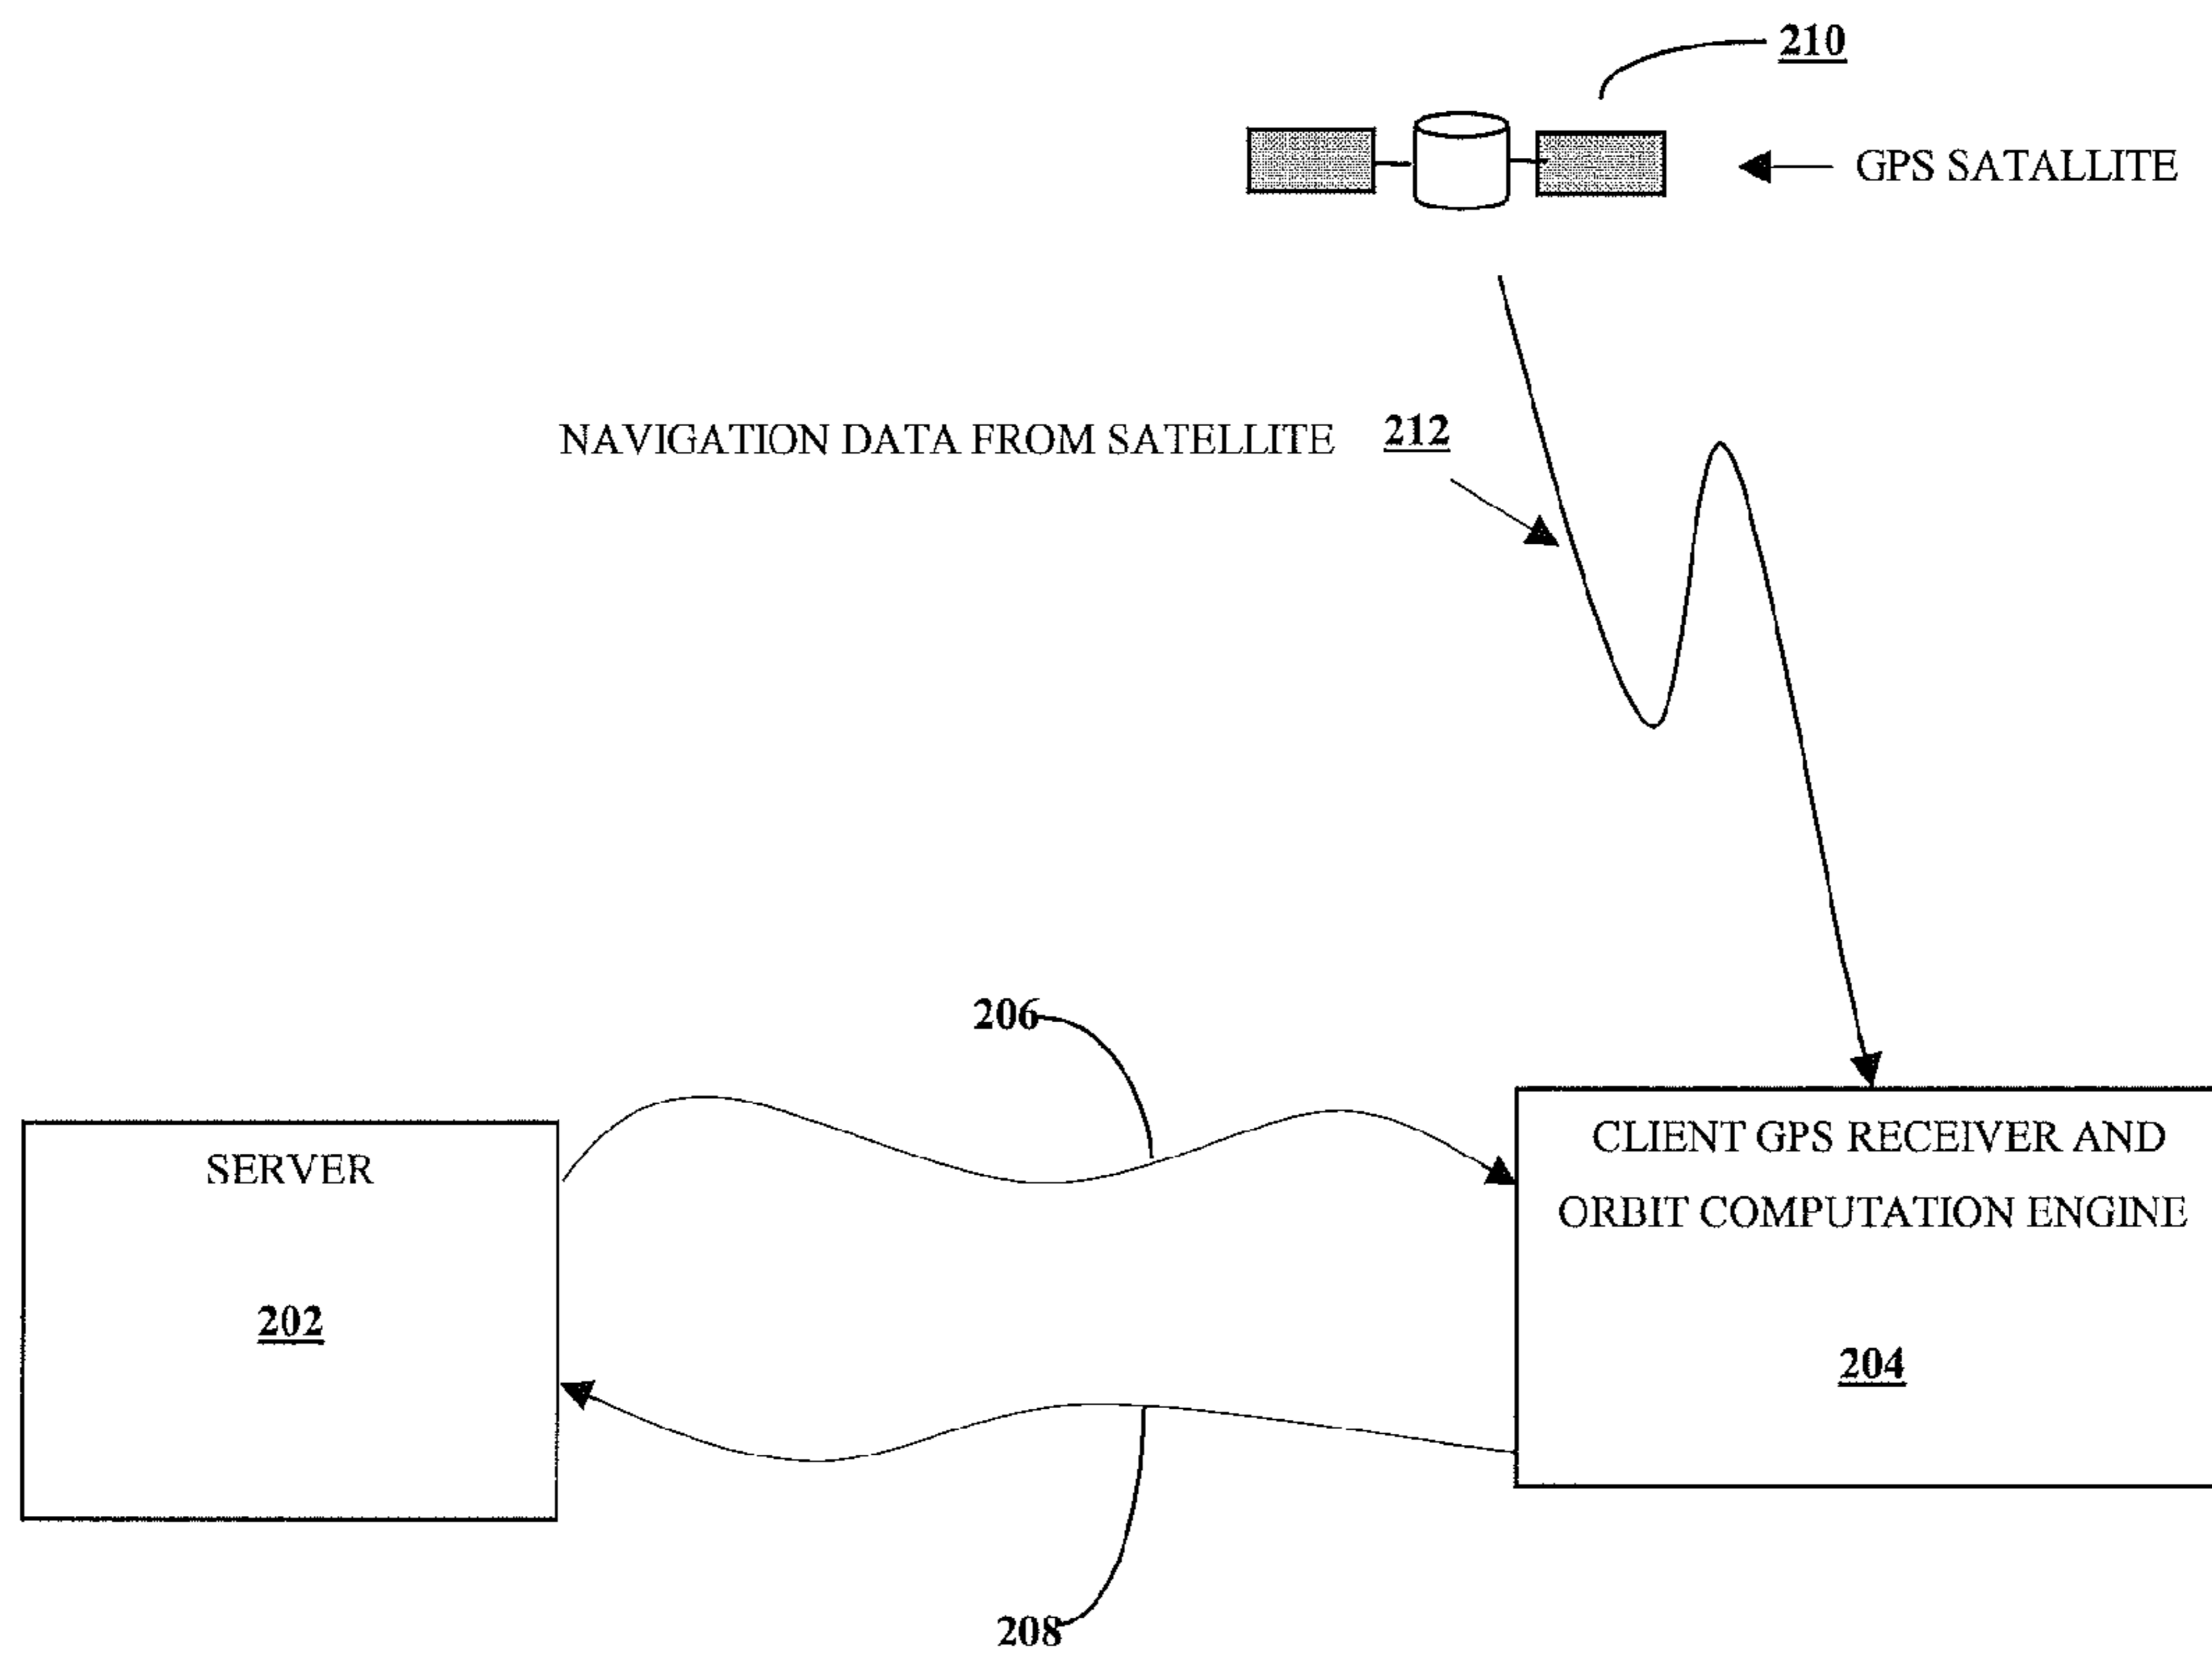 210
GPS SATALLITE
NAVIGATION DATA FROM SATELLITE 212
206
SERVER
202
CLIENT GPS RECEIVER AND
ORBIT COMPUTATION ENGINE
204
208